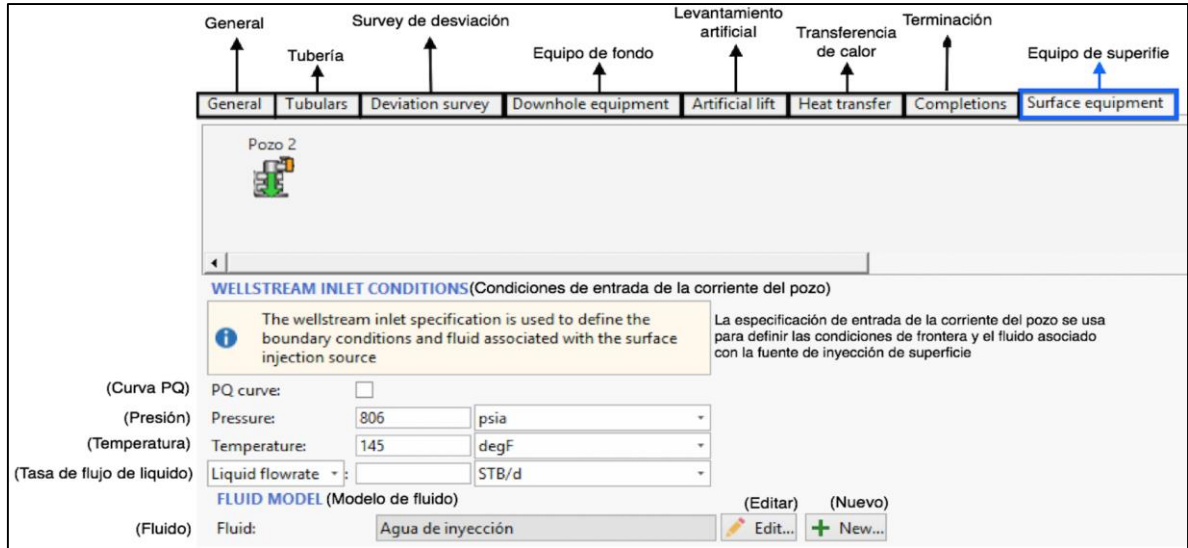 General
Survey de desviación
Levantamiento
artificial
Transferencia
de calor
Terminación
Tubería
Equipo de fondo
Equipo de superifie
General
Tubulars
Deviation survey
Downhole equipment
Artificial lift
Heat transfer
Completions
Surface equipment
Pozo 2
WELLSTREAM INLET CONDITIONS(Condiciones de entrada de la corriente del pozo)
The wellstream inlet specification is used to define the
boundary conditions and fluid associated with the surface
injection source
La especificación de entrada de la corriente del pozo se usa
para definir las condiciones de frontera y el fluido asociado
con la fuente de inyección de superficie
(Curva PQ) PQ curve:
(Presión) Pressure: 806 psia
(Temperatura) Temperature: 145 degF
(Tasa de flujo de liquido) Liquid flowrate : STB/d
FLUID MODEL (Modelo de fluido)
(Editar) (Nuevo)
(Fluido) Fluid: Agua de inyección Edit... New...